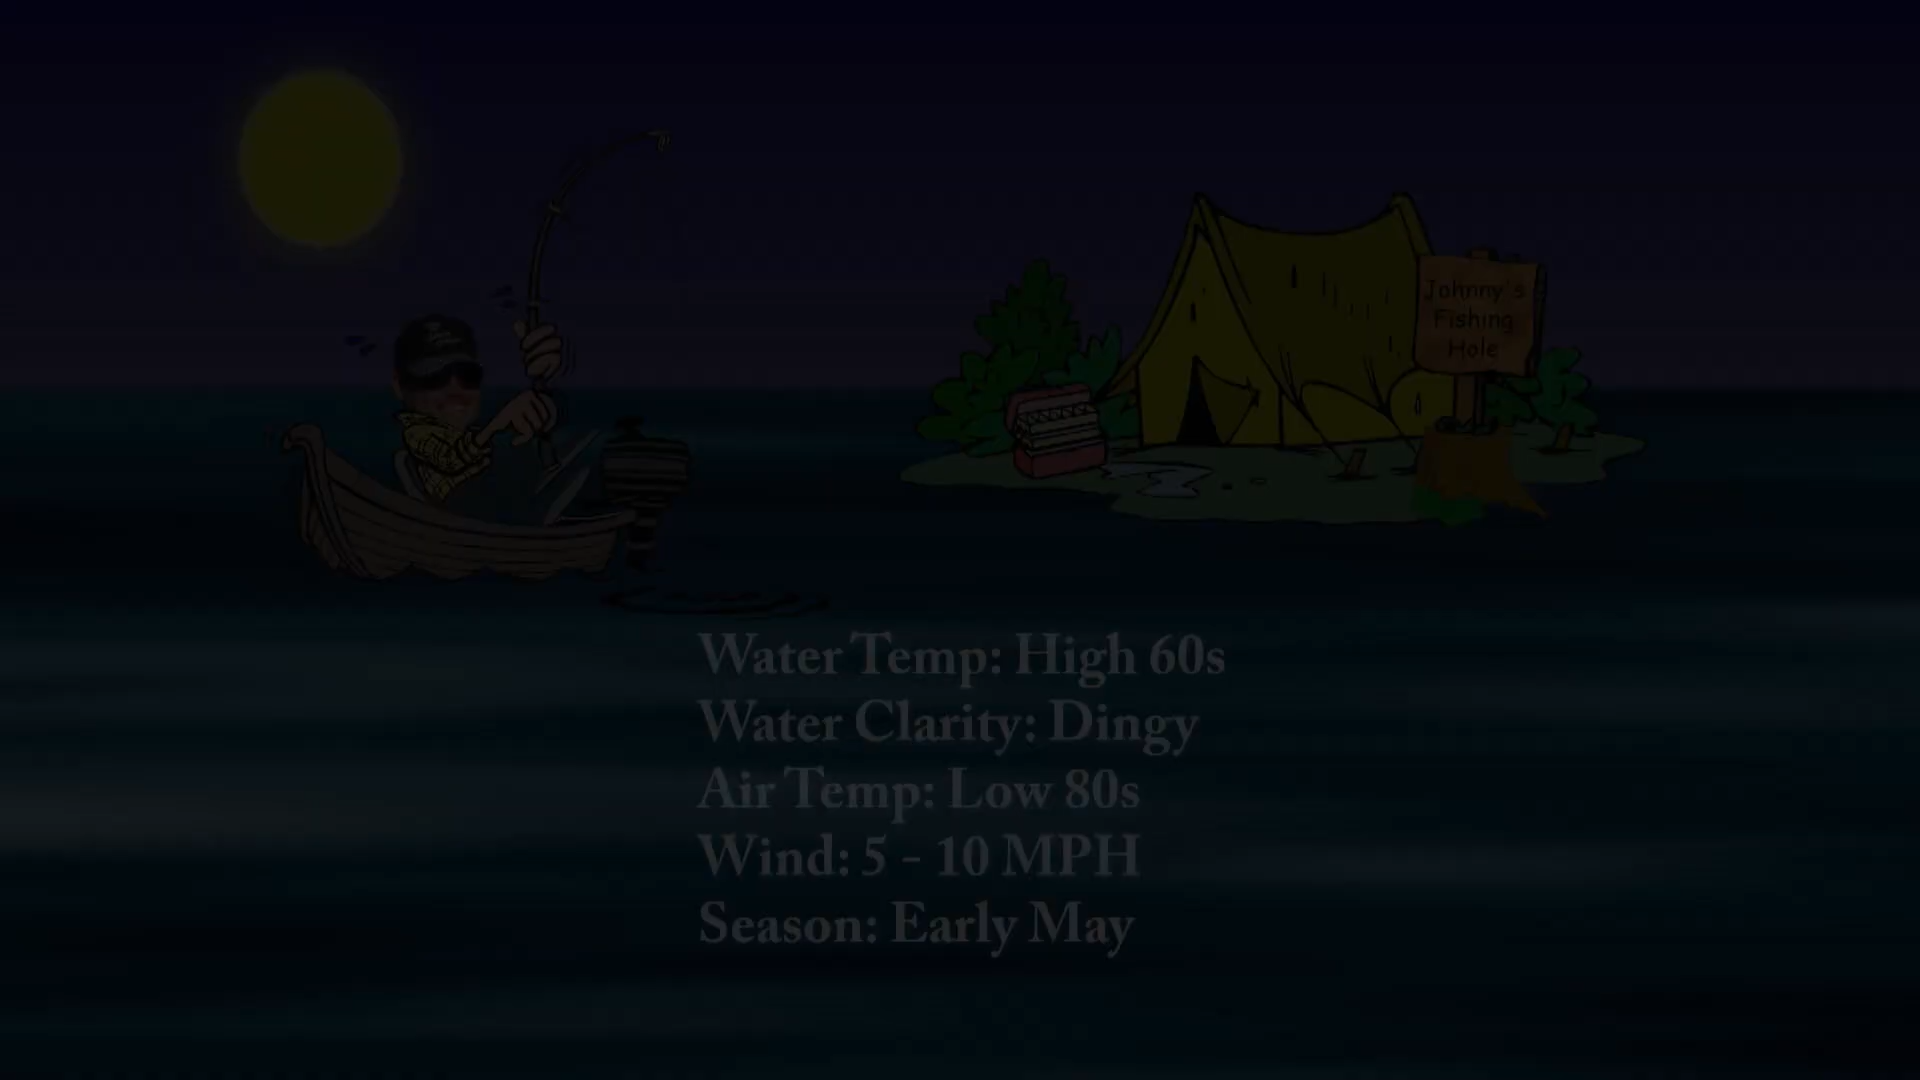 Johnny's
Fishing
Hole
Water Temp: High 60s
Water Clarity: Dingy
Air Temp: Low 80s
Wind: 5 - 10 MPH
Season: Early May